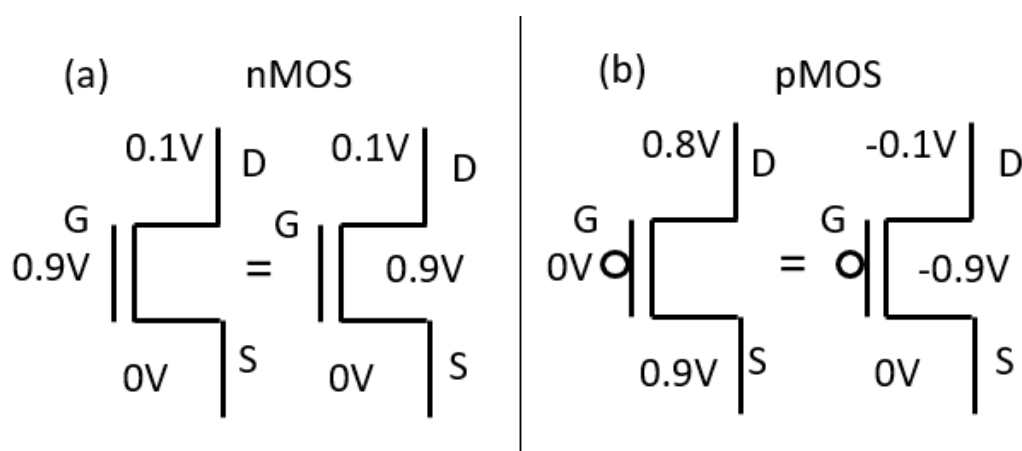 (a) nMOS
0.1V D
G
0.9V
0V S
=
0.1V D
G
0.9V
0V S
(b) pMOS
0.8V D
G
0V
0.9V S
=
-0.1V D
G
-0.9V
0V S